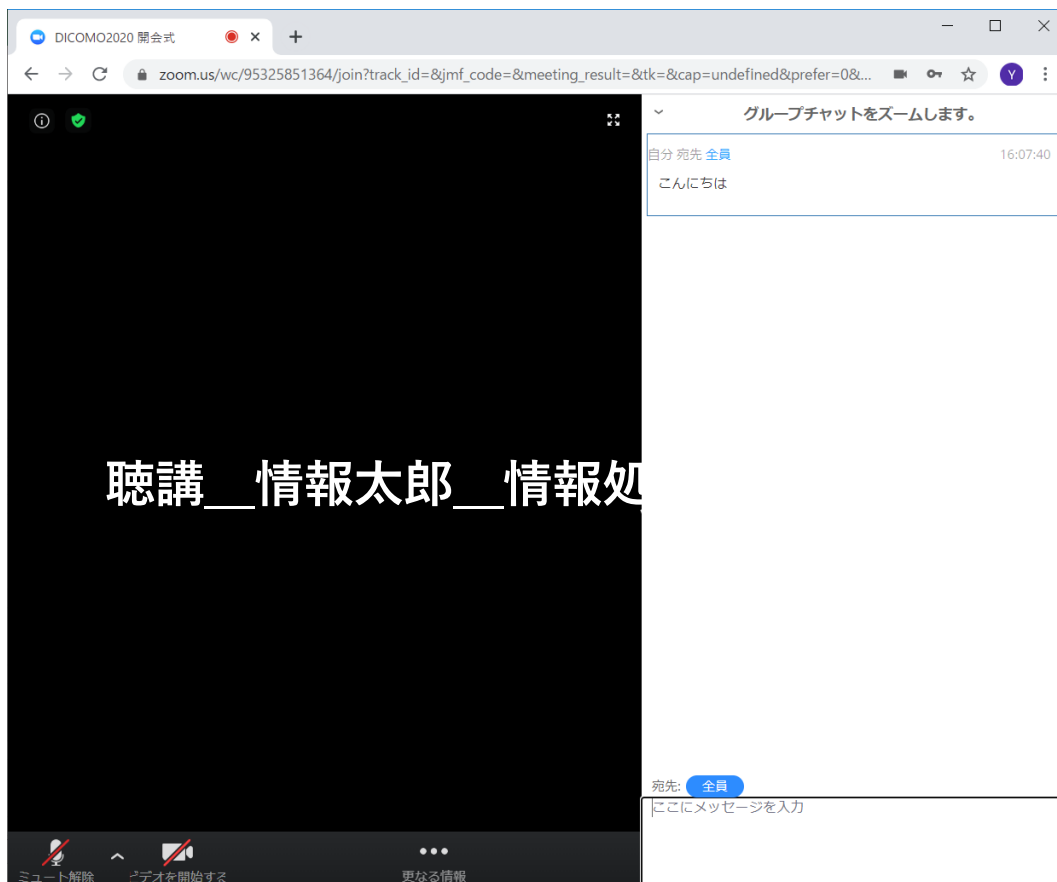 DICOMO2020 開会式
zoom.us/wc/95325851364/join?track_id=&jmf_code=&meeting_result=&tk=&cap=undefined&prefer=0&...
Y
グループチャットをズームします。
自分 宛先 全員 16:07:40
こんにちは
聴講__情報太郎__情報処
宛先: 全員
ここにメッセージを入力
ミュート解除
ビデオを開始する
更なる情報